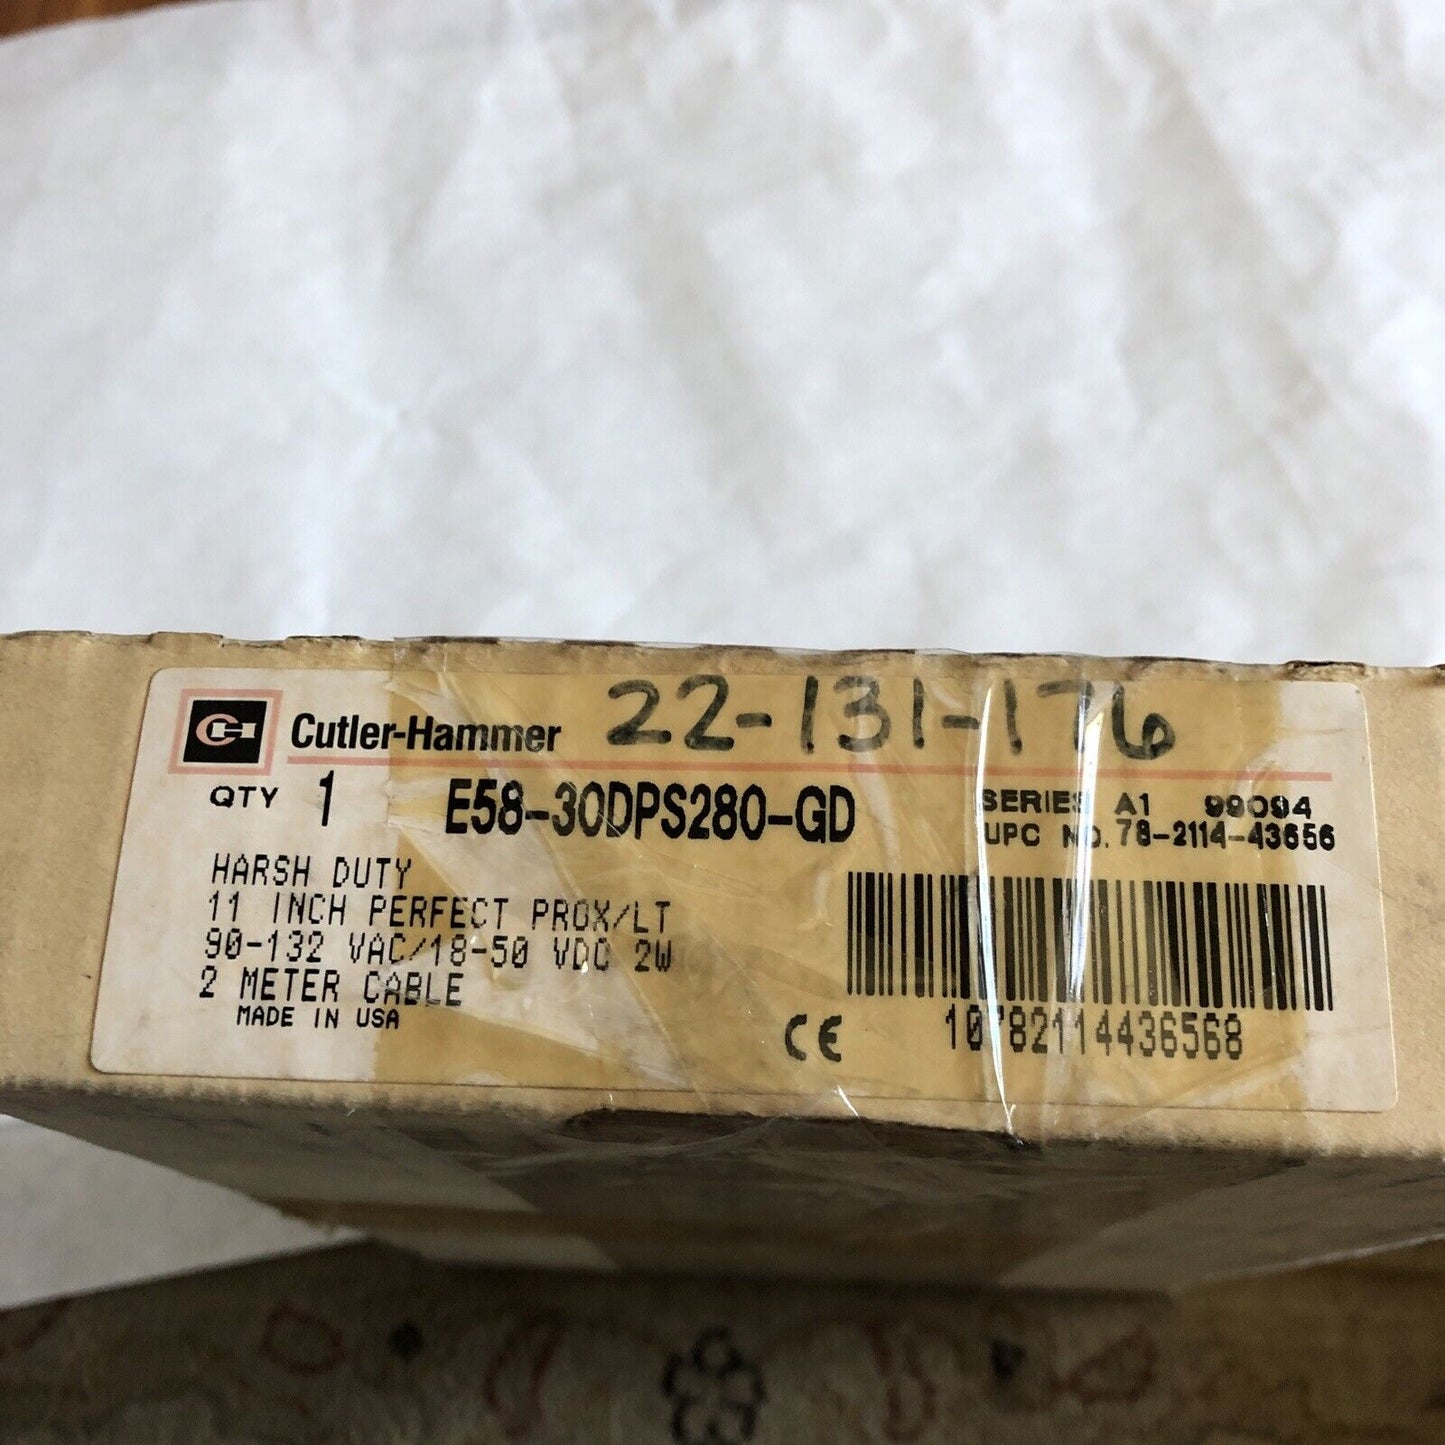 CH Cutler-Hammer 22-131-176
QTY 1 E58-30DPS280-GD SERIES A1 99094
UPC NO. 78-2114-43656
HARSH DUTY
11 INCH PERFECT PROX/LT
90-132 VAC/18-50 VDC 2W
2 METER CABLE
MADE IN USA
CE 10782114436568